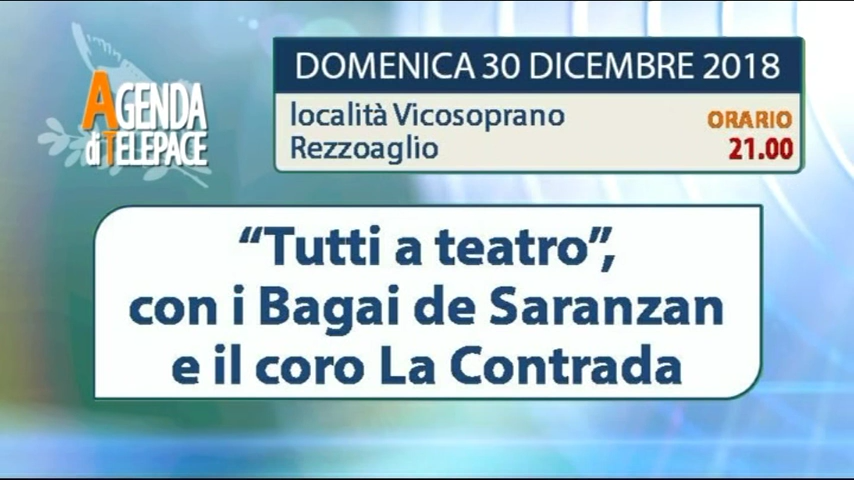 AGENDA
di TELEPACE
DOMENICA 30 DICEMBRE 2018
località Vicosoprano
Rezzoaglio
ORARIO
21.00
“Tutti a teatro”,
con i Bagai de Saranzan
e il coro La Contrada